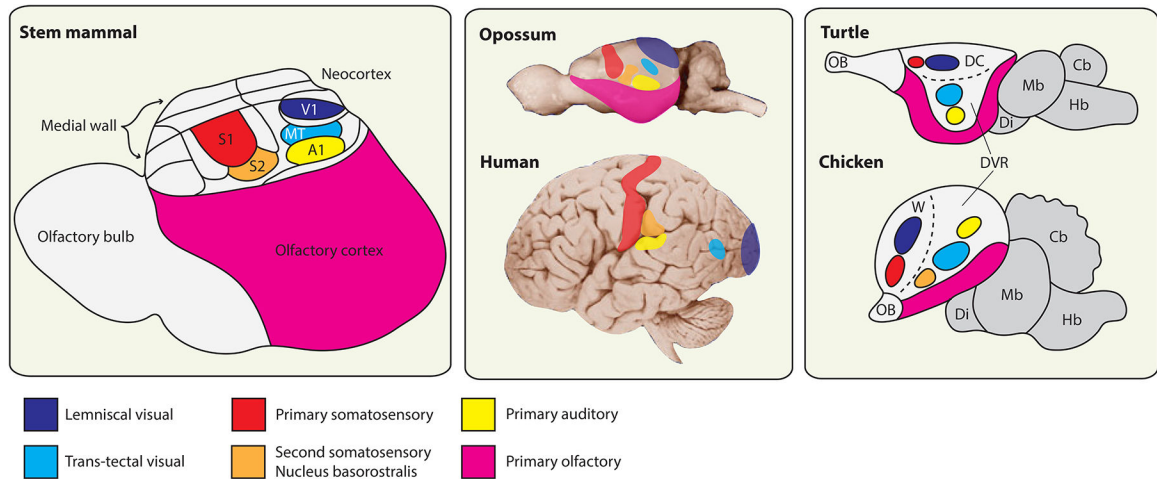 Stem mammal
Neocortex
Medial wall
V1
MT
S1
A1
S2
Olfactory bulb
Olfactory cortex
Opossum
Human
Turtle
OB
DC
Cb
Mb
Hb
Di
DVR
Chicken
W
Cb
Mb
OB
Di
Hb
Lemniscal visual
Primary somatosensory
Primary auditory
Trans-tectal visual
Second somatosensory
Nucleus basorostralis
Primary olfactory